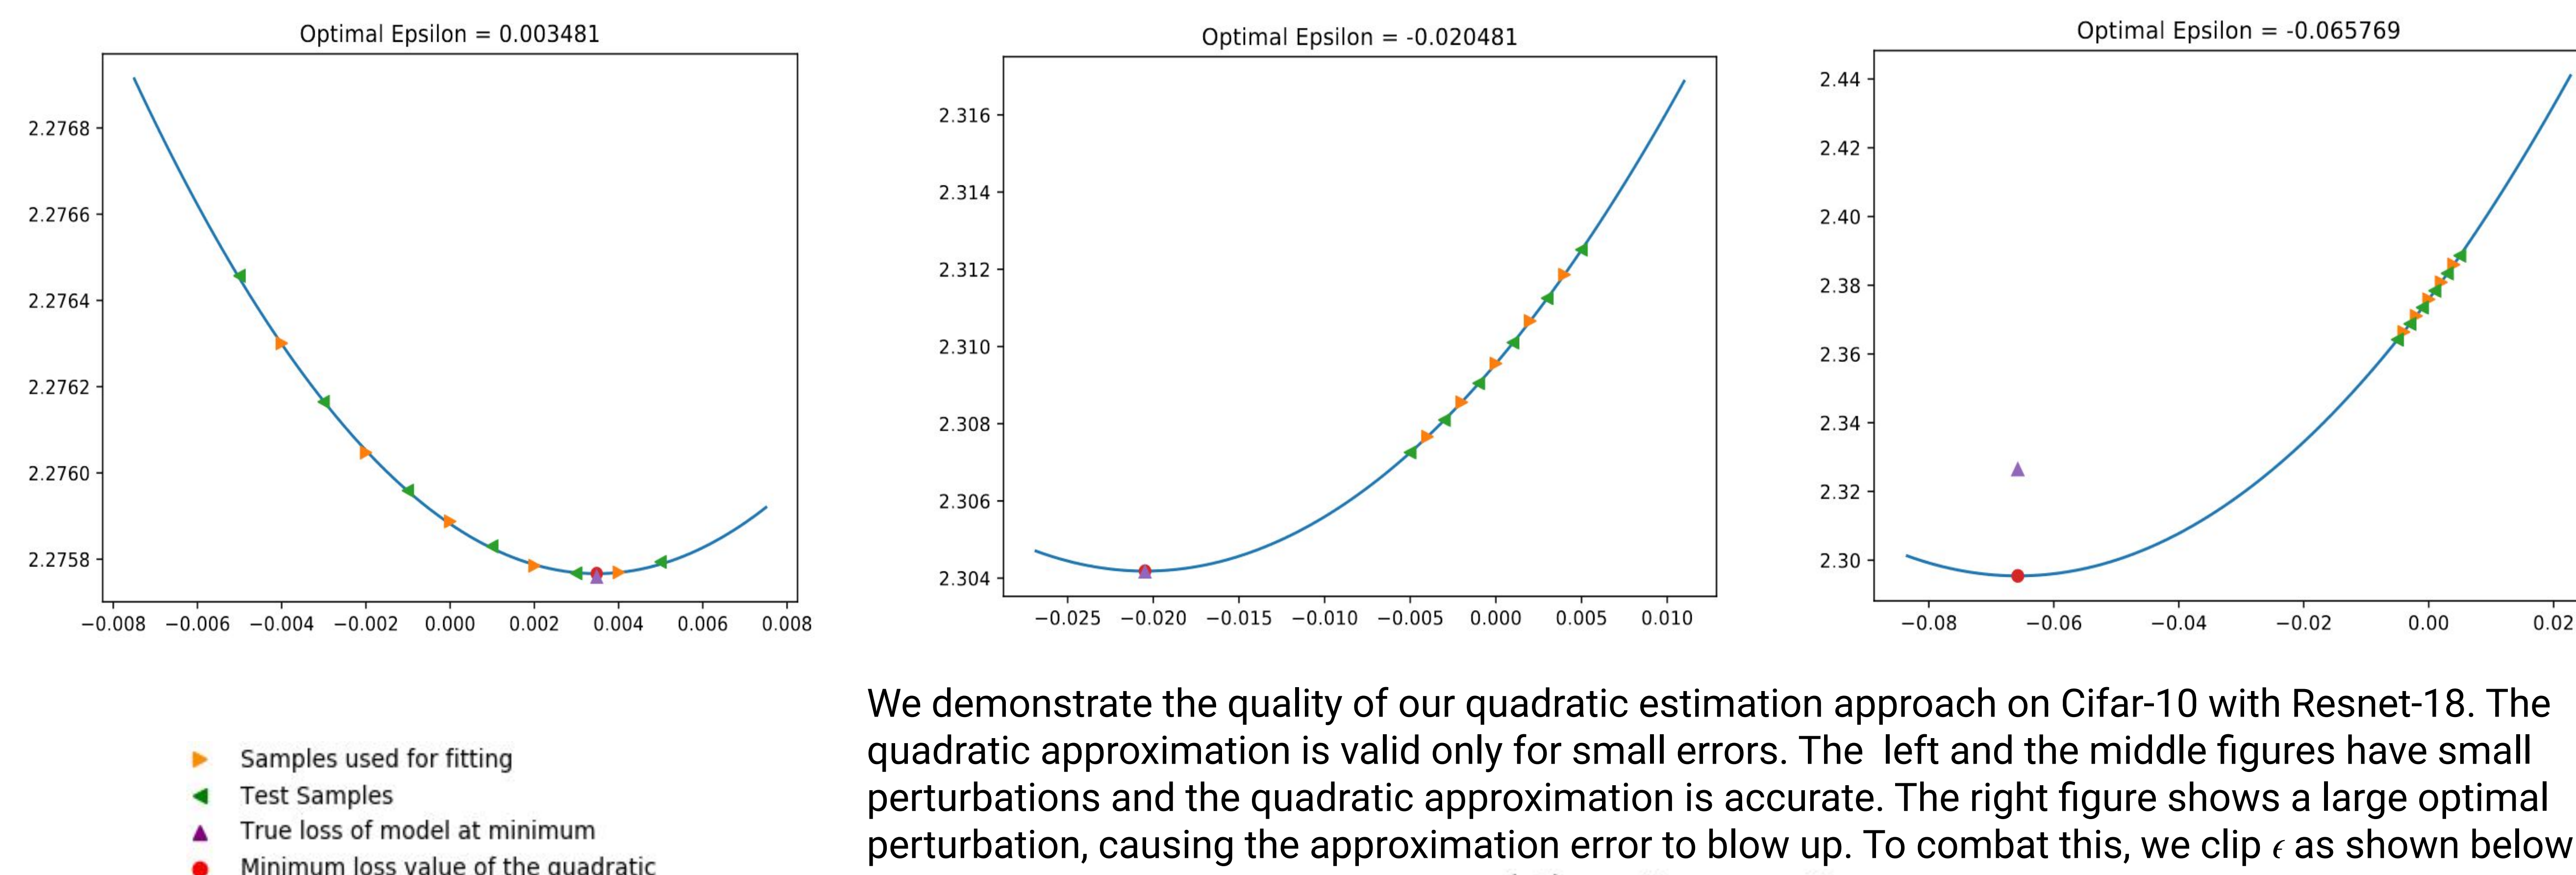 Optimal Epsilon = 0.003481
2.2768
2.2766
2.2764
2.2762
2.2760
2.2758
−0.008 −0.006 −0.004 −0.002 0.000 0.002 0.004 0.006 0.008
Optimal Epsilon = -0.020481
2.316
2.314
2.312
2.310
2.308
2.306
2.304
−0.025 −0.020 −0.015 −0.010 −0.005 0.000 0.005 0.010
Optimal Epsilon = -0.065769
2.44
2.42
2.40
2.38
2.36
2.34
2.32
2.30
−0.08 −0.06 −0.04 −0.02 0.00 0.02
Samples used for fitting
Test Samples
True loss of model at minimum
Minimum loss value of the quadratic
We demonstrate the quality of our quadratic estimation approach on Cifar-10 with Resnet-18. The
quadratic approximation is valid only for small errors. The left and the middle figures have small
perturbations and the quadratic approximation is accurate. The right figure shows a large optimal
perturbation, causing the approximation error to blow up. To combat this, we clip ϵ as shown below